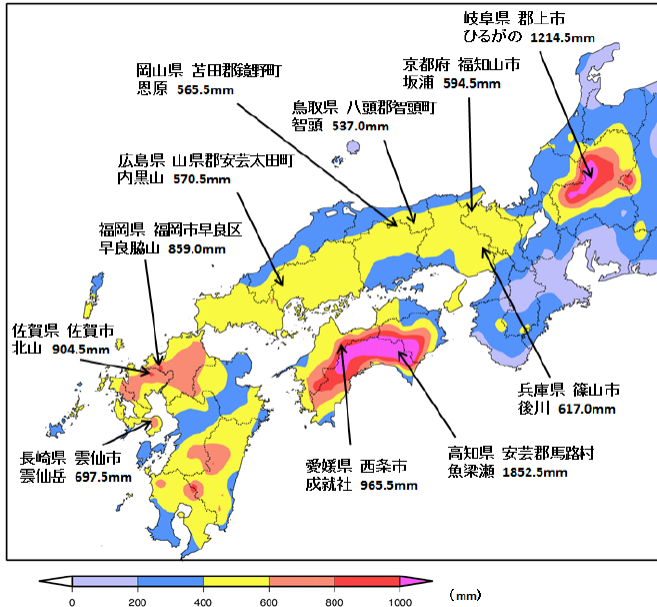 岐阜県 郡上市
ひるがの 1214.5mm
岡山県 苫田郡鏡野町
恩原 565.5mm
京都府 福知山市
坂浦 594.5mm
鳥取県 八頭郡智頭町
智頭 537.0mm
広島県 山県郡安芸太田町
内黒山 570.5mm
福岡県 福岡市早良区
早良脇山 859.0mm
佐賀県 佐賀市
北山 904.5mm
兵庫県 篠山市
後川 617.0mm
長崎県 雲仙市
雲仙岳 697.5mm
愛媛県 西条市
成就社 965.5mm
高知県 安芸郡馬路村
魚梁瀬 1852.5mm
0 200 400 600 800 1000 (mm)